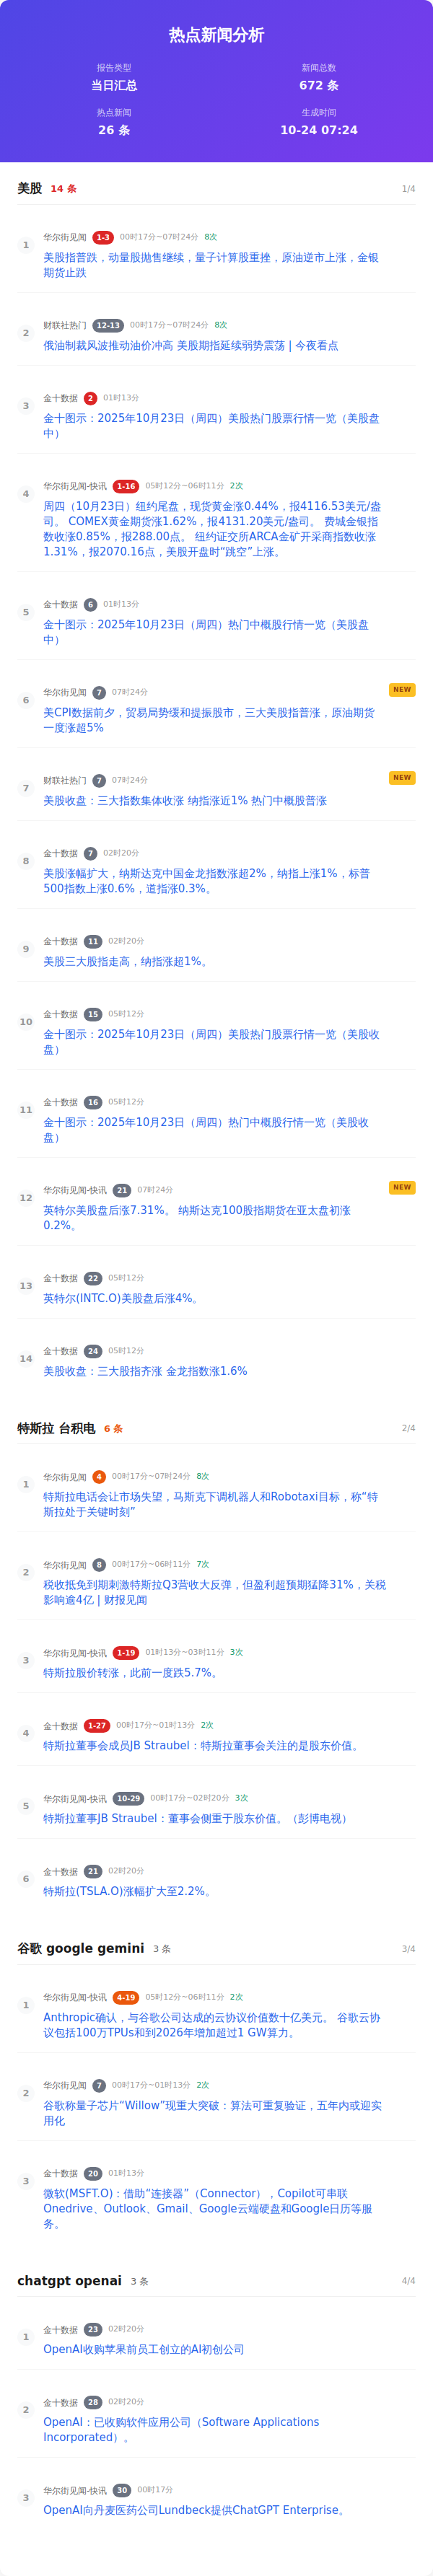 热点新闻分析
报告类型
新闻总数
当日汇总
672 条
热点新闻
生成时间
26 条
10-24 07:24
美股 14 条 1/4
1 华尔街见闻 1-3 00时17分~07时24分 8次
美股指普跌，动量股抛售继续，量子计算股重挫，原油逆市上涨，金银
期货止跌
2 财联社热门 12-13 00时17分~07时24分 8次
俄油制裁风波推动油价冲高 美股期指延续弱势震荡 | 今夜看点
3 金十数据 2 01时13分
金十图示：2025年10月23日（周四）美股热门股票行情一览（美股盘
中）
4 华尔街见闻-快讯 1-16 05时12分~06时11分 2次
周四（10月23日）纽约尾盘，现货黄金涨0.44%，报4116.53美元/盎
司。 COMEX黄金期货涨1.62%，报4131.20美元/盎司。 费城金银指
数收涨0.85%，报288.00点。 纽约证交所ARCA金矿开采商指数收涨
1.31%，报2070.16点，美股开盘时“跳空”上涨。
5 金十数据 6 01时13分
金十图示：2025年10月23日（周四）热门中概股行情一览（美股盘
中）
6 华尔街见闻 7 07时24分 NEW
美CPI数据前夕，贸易局势缓和提振股市，三大美股指普涨，原油期货
一度涨超5%
7 财联社热门 7 07时24分 NEW
美股收盘：三大指数集体收涨 纳指涨近1% 热门中概股普涨
8 金十数据 7 02时20分
美股涨幅扩大，纳斯达克中国金龙指数涨超2%，纳指上涨1%，标普
500指数上涨0.6%，道指涨0.3%。
9 金十数据 11 02时20分
美股三大股指走高，纳指涨超1%。
10 金十数据 15 05时12分
金十图示：2025年10月23日（周四）美股热门股票行情一览（美股收
盘）
11 金十数据 16 05时12分
金十图示：2025年10月23日（周四）热门中概股行情一览（美股收
盘）
12 华尔街见闻-快讯 21 07时24分 NEW
英特尔美股盘后涨7.31%。 纳斯达克100股指期货在亚太盘初涨
0.2%。
13 金十数据 22 05时12分
英特尔(INTC.O)美股盘后涨4%。
14 金十数据 24 05时12分
美股收盘：三大股指齐涨 金龙指数涨1.6%
特斯拉 台积电 6 条 2/4
1 华尔街见闻 4 00时17分~07时24分 8次
特斯拉电话会让市场失望，马斯克下调机器人和Robotaxi目标，称“特
斯拉处于关键时刻”
2 华尔街见闻 8 00时17分~06时11分 7次
税收抵免到期刺激特斯拉Q3营收大反弹，但盈利超预期猛降31%，关税
影响逾4亿 | 财报见闻
3 华尔街见闻-快讯 1-19 01时13分~03时11分 3次
特斯拉股价转涨，此前一度跌5.7%。
4 金十数据 1-27 00时17分~01时13分 2次
特斯拉董事会成员JB Straubel：特斯拉董事会关注的是股东价值。
5 华尔街见闻-快讯 10-29 00时17分~02时20分 3次
特斯拉董事JB Straubel：董事会侧重于股东价值。（彭博电视）
6 金十数据 21 02时20分
特斯拉(TSLA.O)涨幅扩大至2.2%。
谷歌 google gemini 3 条 3/4
1 华尔街见闻-快讯 4-19 05时12分~06时11分 2次
Anthropic确认，与谷歌公司达成的云协议价值数十亿美元。 谷歌云协
议包括100万TPUs和到2026年增加超过1 GW算力。
2 华尔街见闻 7 00时17分~01时13分 2次
谷歌称量子芯片“Willow”现重大突破：算法可重复验证，五年内或迎实
用化
3 金十数据 20 01时13分
微软(MSFT.O)：借助“连接器”（Connector），Copilot可串联
Onedrive、Outlook、Gmail、Google云端硬盘和Google日历等服
务。
chatgpt openai 3 条 4/4
1 金十数据 23 02时20分
OpenAI收购苹果前员工创立的AI初创公司
2 金十数据 28 02时20分
OpenAI：已收购软件应用公司（Software Applications
Incorporated）。
3 华尔街见闻-快讯 30 00时17分
OpenAI向丹麦医药公司Lundbeck提供ChatGPT Enterprise。